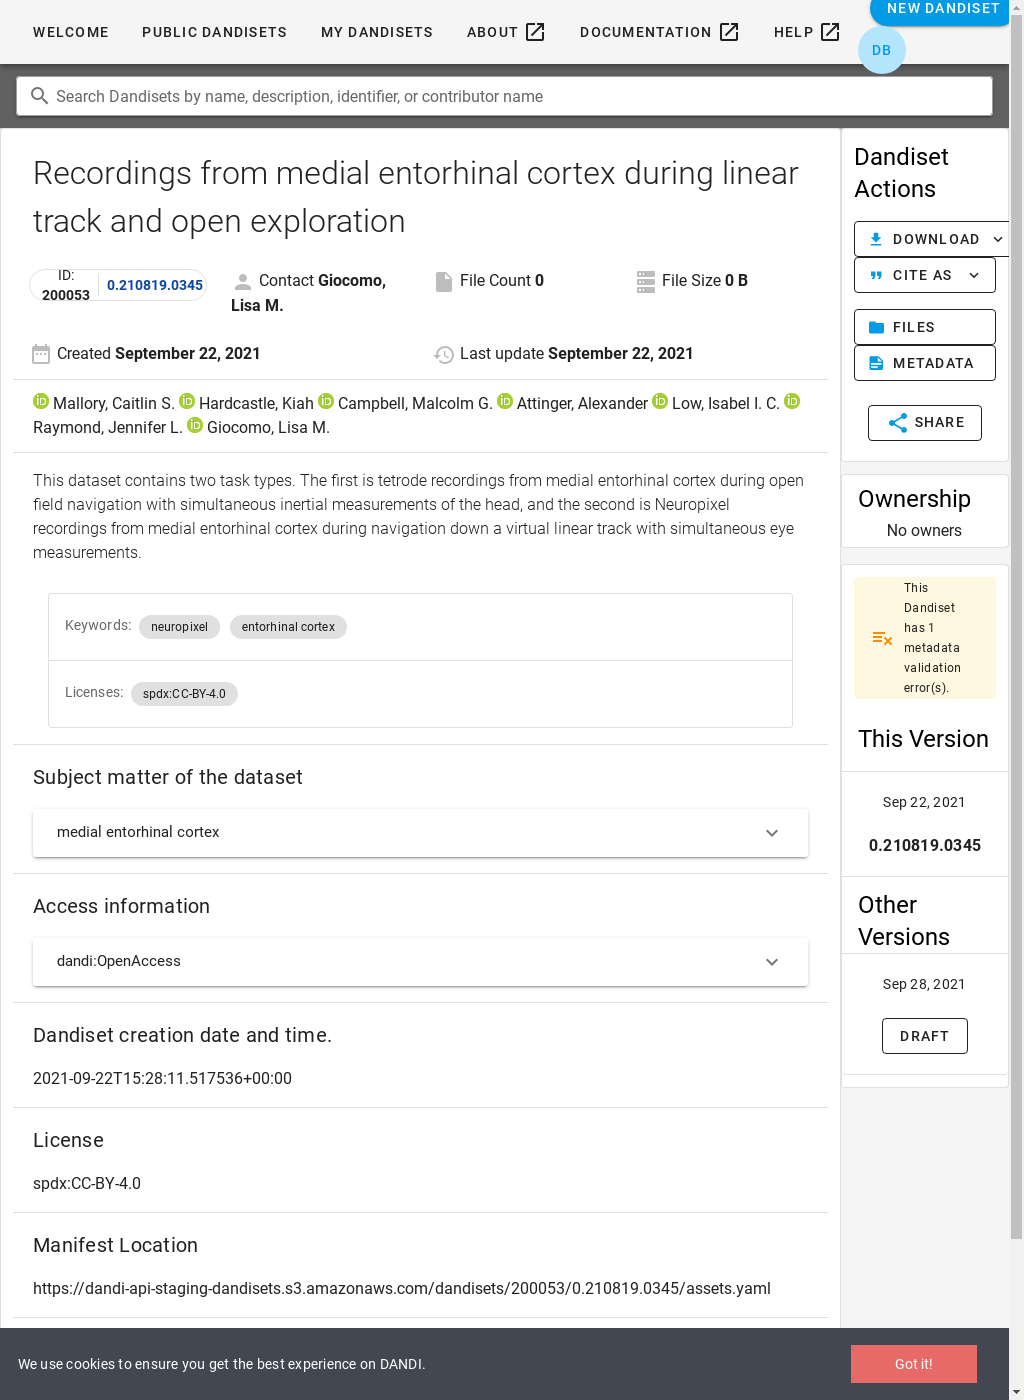 WELCOME PUBLIC DANDISETS MY DANDISETS ABOUT DOCUMENTATION HELP NEW DANDISET
DB
Search Dandisets by name, description, identifier, or contributor name
Recordings from medial entorhinal cortex during linear
track and open exploration
ID:
200053 0.210819.0345
Contact Giocomo,
Lisa M.
File Count 0
File Size 0 B
Created September 22, 2021
Last update September 22, 2021
Mallory, Caitlin S. Hardcastle, Kiah Campbell, Malcolm G. Attinger, Alexander Low, Isabel I. C.
Raymond, Jennifer L. Giocomo, Lisa M.
This dataset contains two task types. The first is tetrode recordings from medial entorhinal cortex during open
field navigation with simultaneous inertial measurements of the head, and the second is Neuropixel
recordings from medial entorhinal cortex during navigation down a virtual linear track with simultaneous eye
measurements.
Keywords: neuropixel entorhinal cortex
Licenses: spdx:CC-BY-4.0
Subject matter of the dataset
medial entorhinal cortex
Access information
dandi:OpenAccess
Dandiset creation date and time.
2021-09-22T15:28:11.517536+00:00
License
spdx:CC-BY-4.0
Manifest Location
https://dandi-api-staging-dandisets.s3.amazonaws.com/dandisets/200053/0.210819.0345/assets.yaml
Dandiset
Actions
DOWNLOAD
CITE AS
FILES
METADATA
SHARE
Ownership
No owners
This
Dandiset
has 1
metadata
validation
error(s).
This Version
Sep 22, 2021
0.210819.0345
Other
Versions
Sep 28, 2021
DRAFT
We use cookies to ensure you get the best experience on DANDI.
Got it!